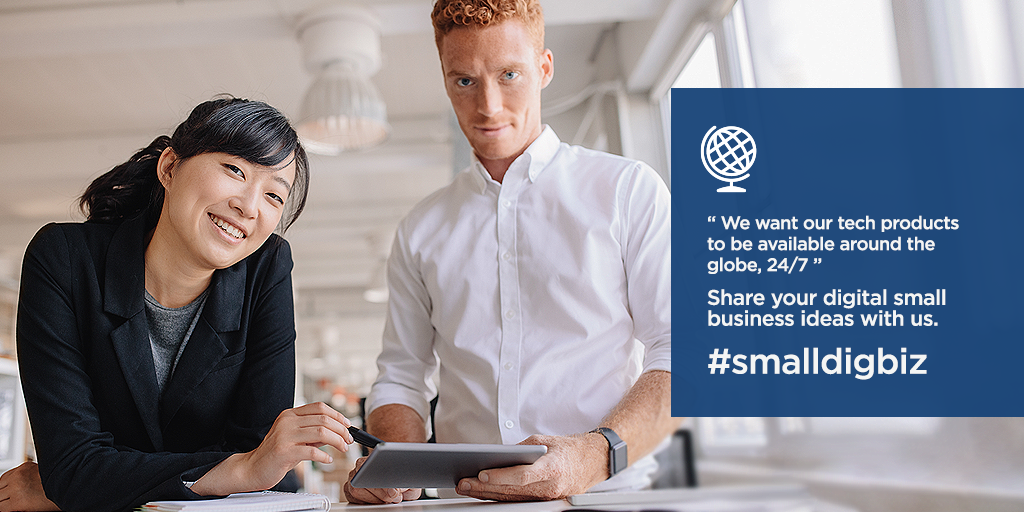 “ We want our tech products
to be available around the
globe, 24/7 ”
Share your digital small
business ideas with us.
#smalldigbiz